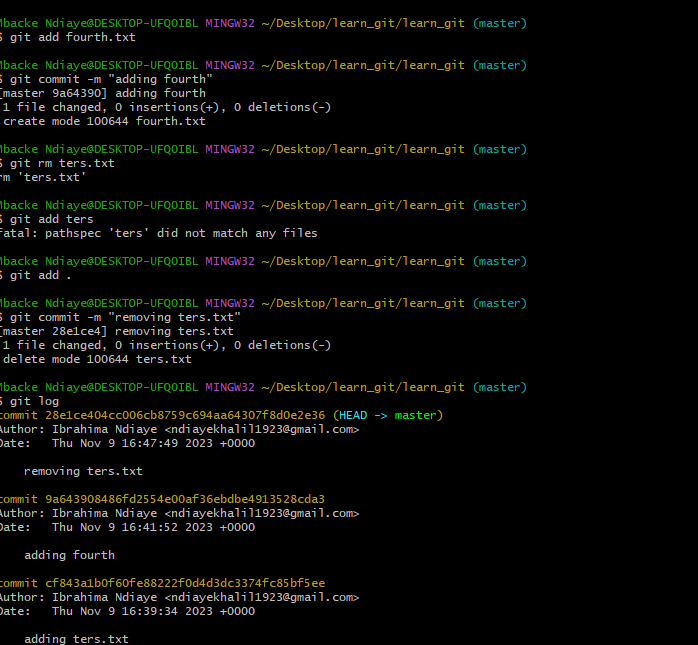 Mbacke Ndiaye@DESKTOP-UFQOIBL MINGW32 ~/Desktop/learn_git/learn_git (master)
$ git add fourth.txt
Mbacke Ndiaye@DESKTOP-UFQOIBL MINGW32 ~/Desktop/learn_git/learn_git (master)
$ git commit -m "adding fourth"
[master 9a64390] adding fourth
1 file changed, 0 insertions(+), 0 deletions(-)
create mode 100644 fourth.txt
Mbacke Ndiaye@DESKTOP-UFQOIBL MINGW32 ~/Desktop/learn_git/learn_git (master)
$ git rm ters.txt
rm 'ters.txt'
Mbacke Ndiaye@DESKTOP-UFQOIBL MINGW32 ~/Desktop/learn_git/learn_git (master)
$ git add ters
fatal: pathspec 'ters' did not match any files
Mbacke Ndiaye@DESKTOP-UFQOIBL MINGW32 ~/Desktop/learn_git/learn_git (master)
$ git add .
Mbacke Ndiaye@DESKTOP-UFQOIBL MINGW32 ~/Desktop/learn_git/learn_git (master)
$ git commit -m "removing ters.txt"
[master 28e1ce4] removing ters.txt
1 file changed, 0 insertions(+), 0 deletions(-)
delete mode 100644 ters.txt
Mbacke Ndiaye@DESKTOP-UFQOIBL MINGW32 ~/Desktop/learn_git/learn_git (master)
$ git log
commit 28e1ce404cc006cb8759c694aa64307f8d0e2e36 (HEAD -> master)
Author: Ibrahima Ndiaye <ndiayekhalil1923@gmail.com>
Date:   Thu Nov 9 16:47:49 2023 +0000
removing ters.txt
commit 9a643908486fd2554e00af36ebdbe4913528cda3
Author: Ibrahima Ndiaye <ndiayekhalil1923@gmail.com>
Date:   Thu Nov 9 16:41:52 2023 +0000
adding fourth
commit cf843a1b0f60fe88222f0d4d3dc3374fc85bf5ee
Author: Ibrahima Ndiaye <ndiayekhalil1923@gmail.com>
Date:   Thu Nov 9 16:39:34 2023 +0000
adding ters.txt